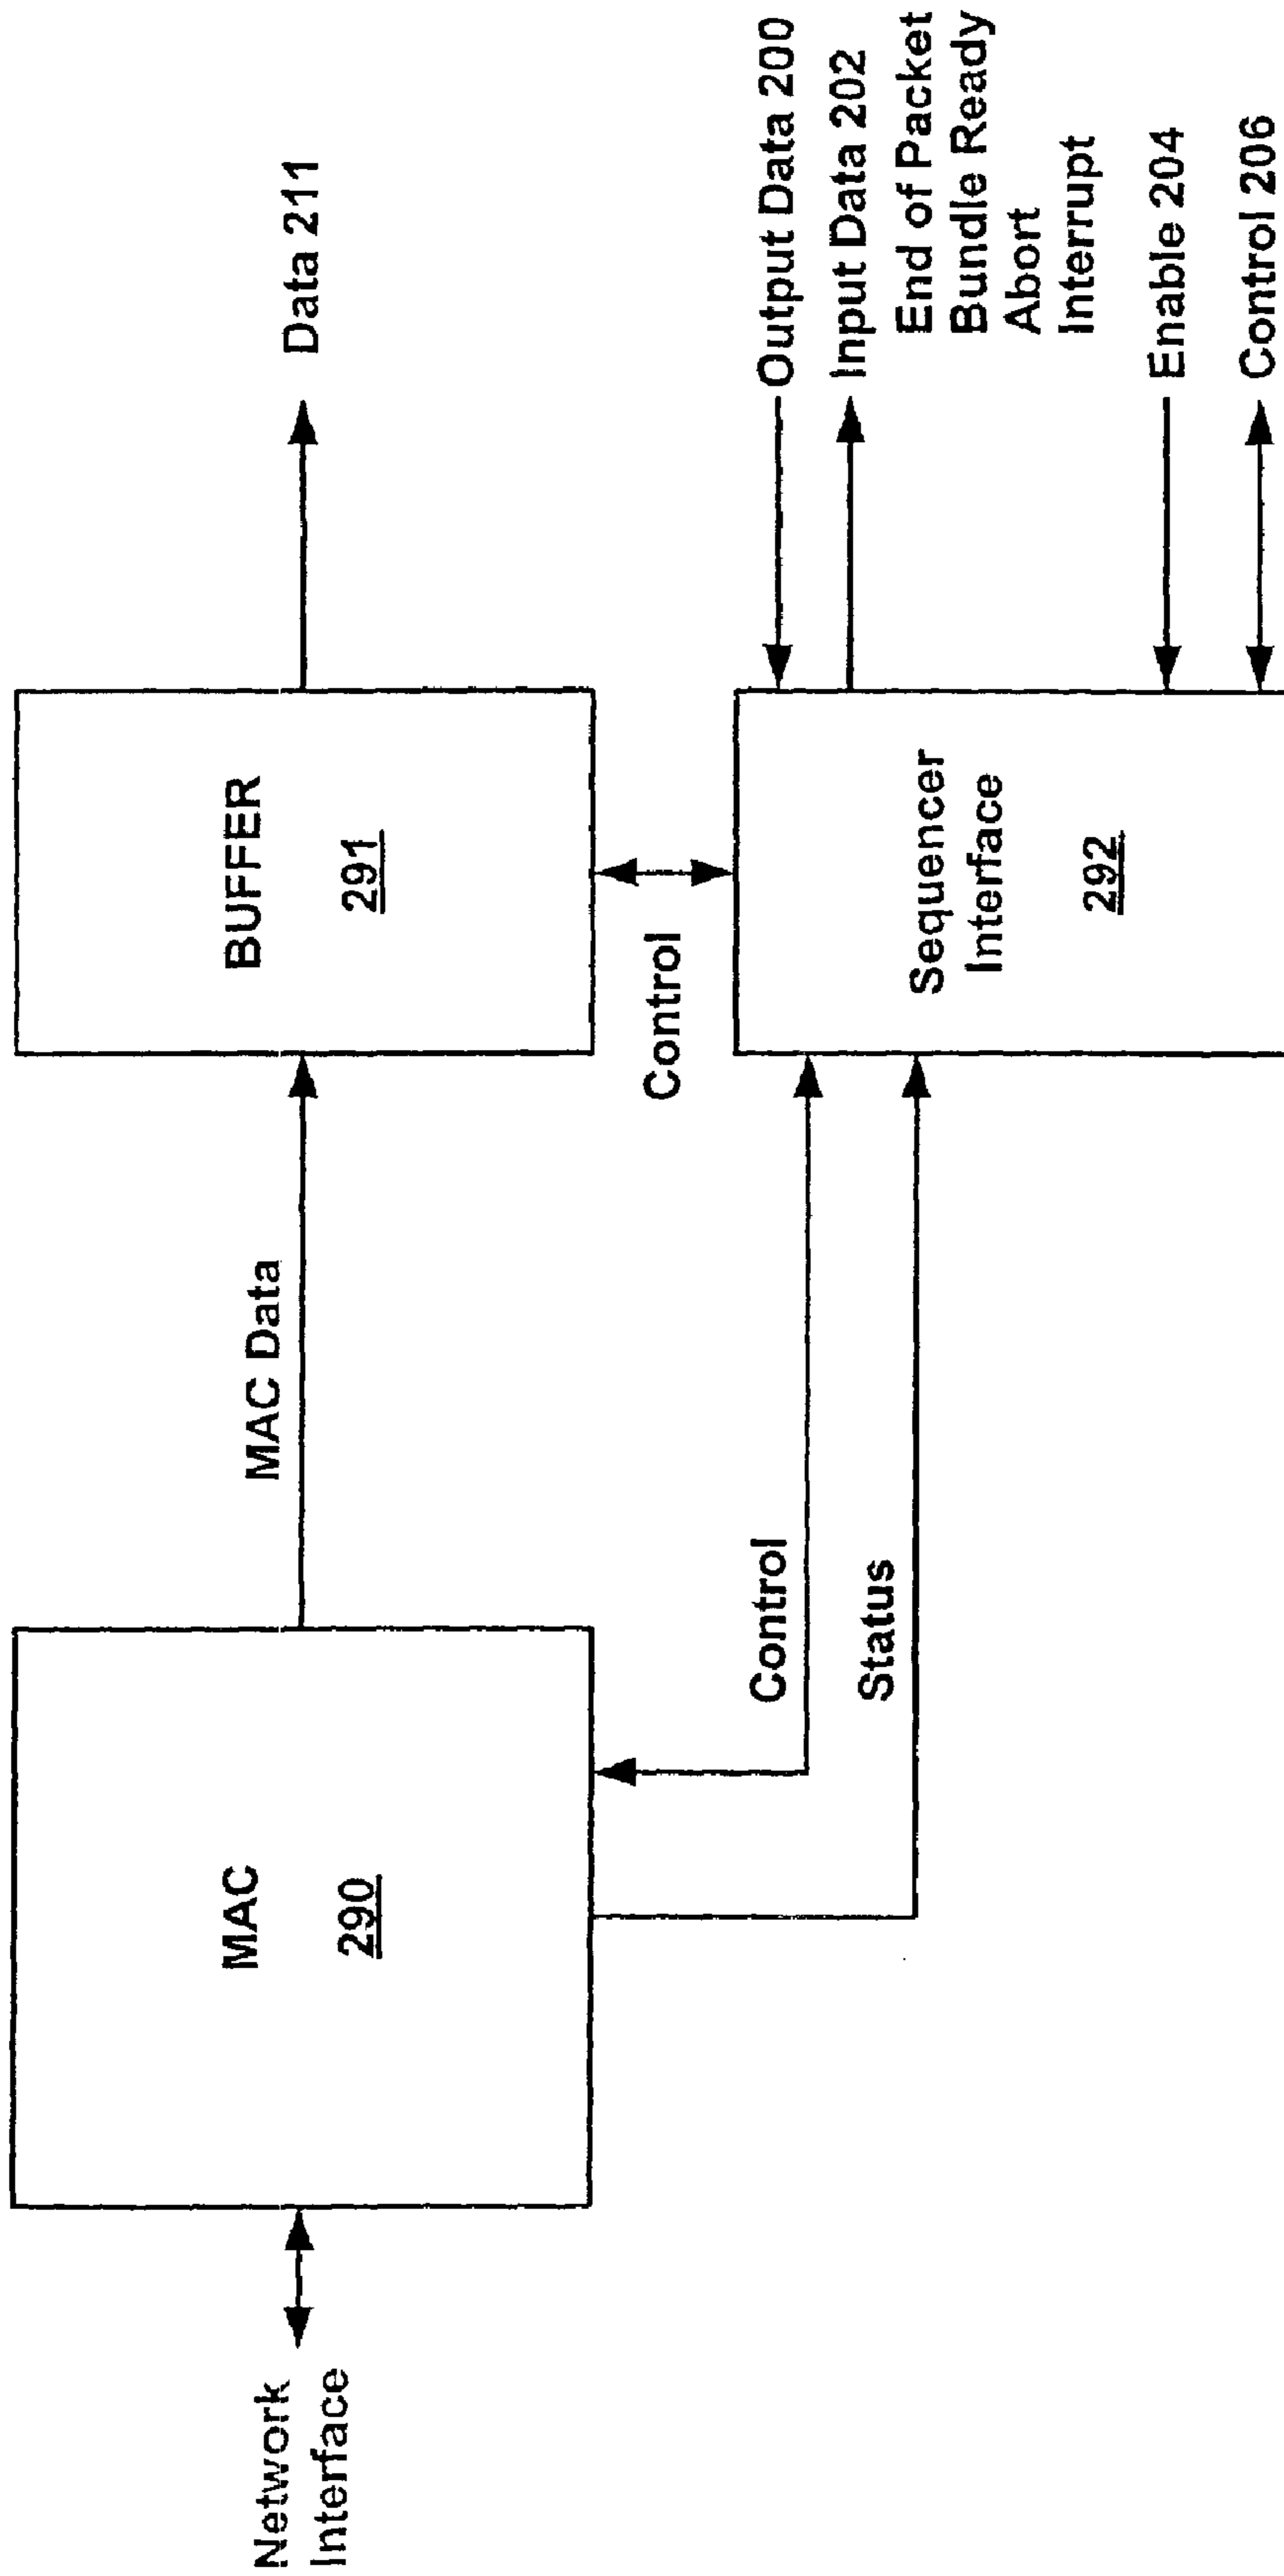 Network
Interface
MAC
290
MAC Data
BUFFER
291
Data 211
Control
Control
Status
Sequencer
Interface
292
Output Data 200
Input Data 202
End of Packet
Bundle Ready
Abort
Interrupt
Enable 204
Control 206